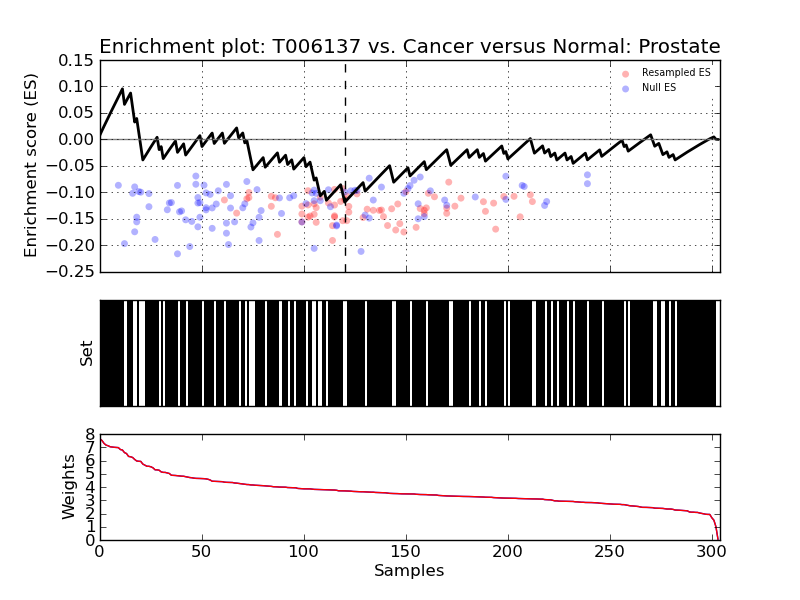 Enrichment plot: T006137 vs. Cancer versus Normal: Prostate
Enrichment score (ES)
0.15
0.10
0.05
0.00
−0.05
−0.10
−0.15
−0.20
−0.25
Resampled ES
Null ES
Set
Weights
8
7
6
5
4
3
2
1
0
0 50 100 150 200 250 300
Samples